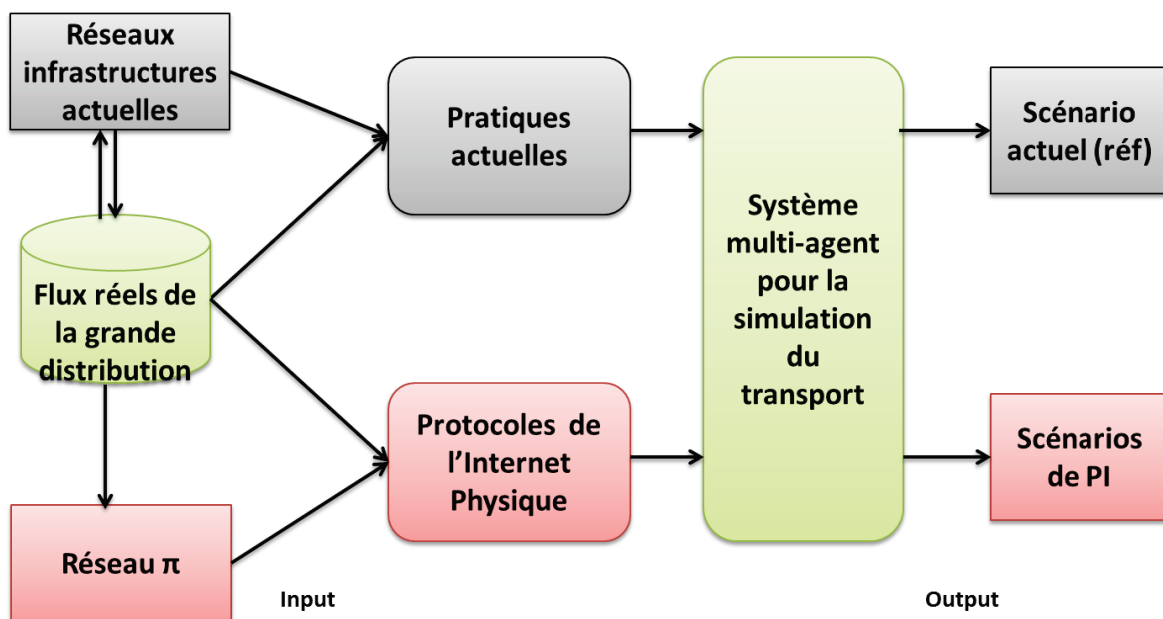 Réseaux
infrastructures
actuelles
Pratiques
actuelles
Scénario
actuel (réf)
Système
multi-agent
pour la
simulation
du
transport
Flux réels de
la grande
distribution
Protocoles de
l'Internet
Physique
Scénarios
de PI
Réseau π
Input
Output